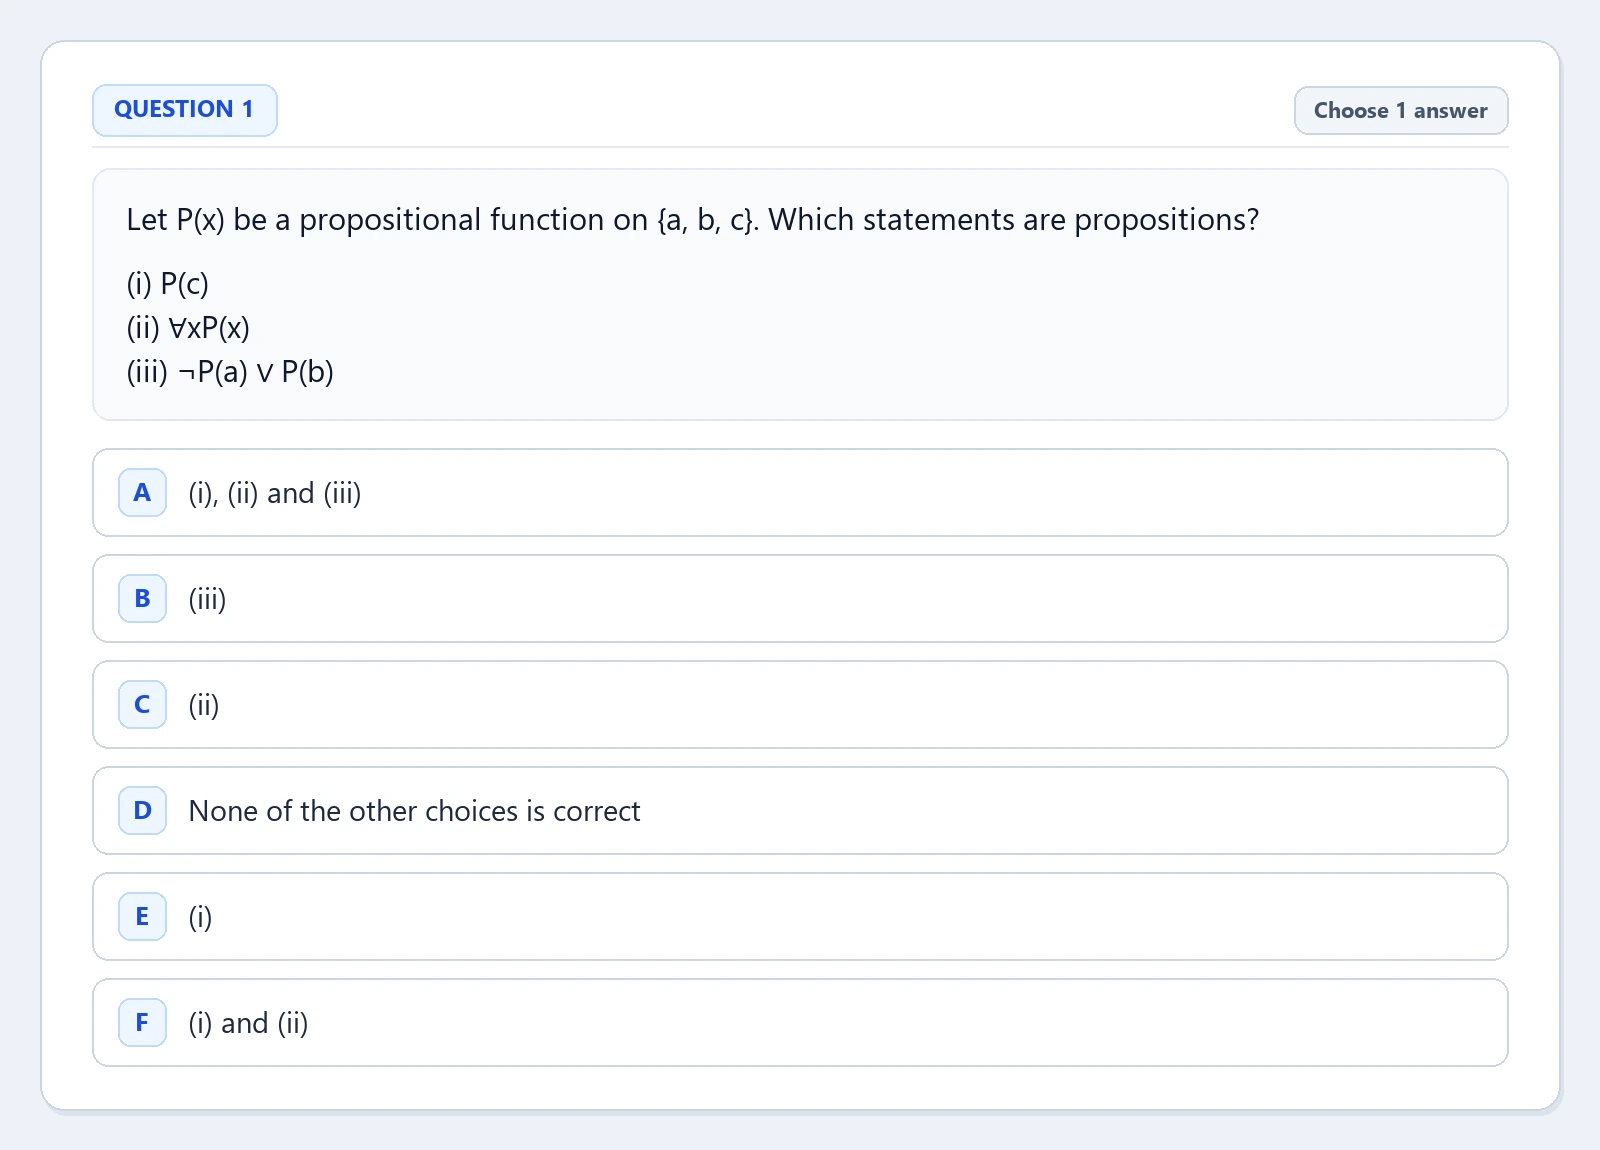 QUESTION 1
Choose 1 answer
Let P(x) be a propositional function on {a, b, c}. Which statements are propositions?
(i) P(c)
(ii) ∀xP(x)
(iii) ¬P(a) ∨ P(b)
A (i), (ii) and (iii)
B (iii)
C (ii)
D None of the other choices is correct
E (i)
F (i) and (ii)